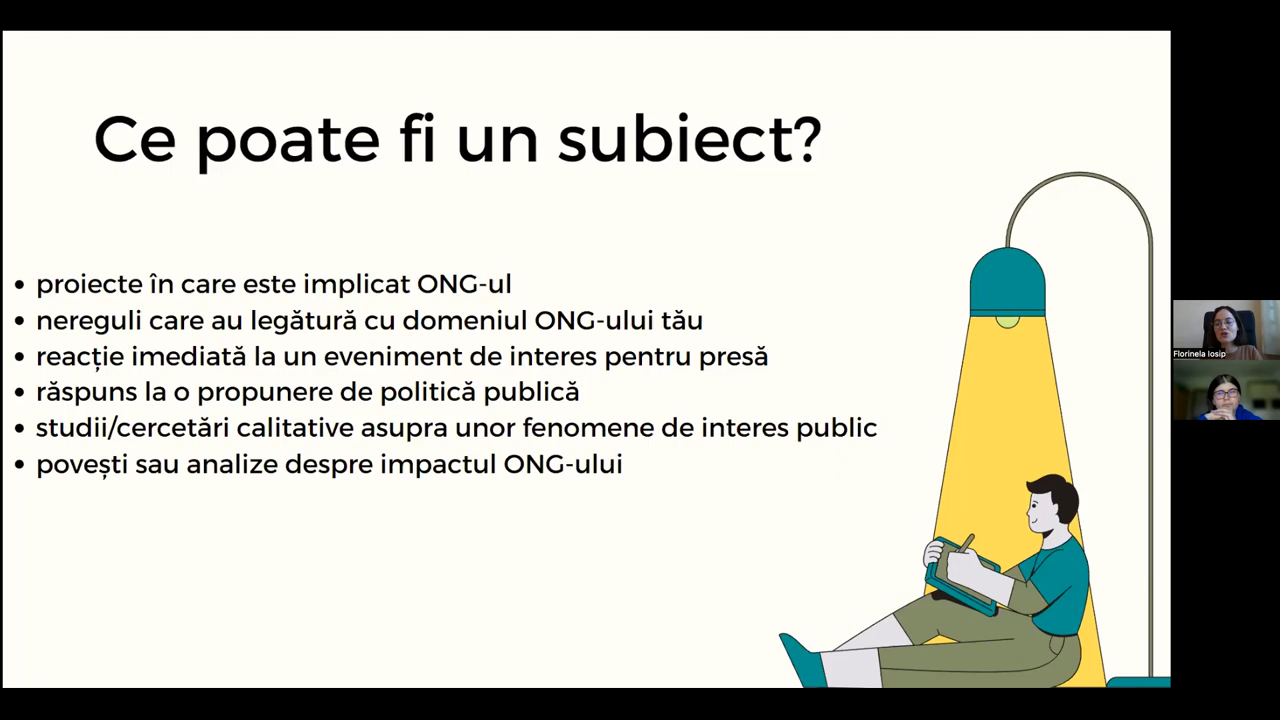 Ce poate fi un subiect?
• proiecte în care este implicat ONG-ul
• nereguli care au legătură cu domeniul ONG-ului tău
• reacție imediată la un eveniment de interes pentru presă
• răspuns la o propunere de politică publică
• studii/cercetări calitative asupra unor fenomene de interes public
• povești sau analize despre impactul ONG-ului
Florinela Iosip